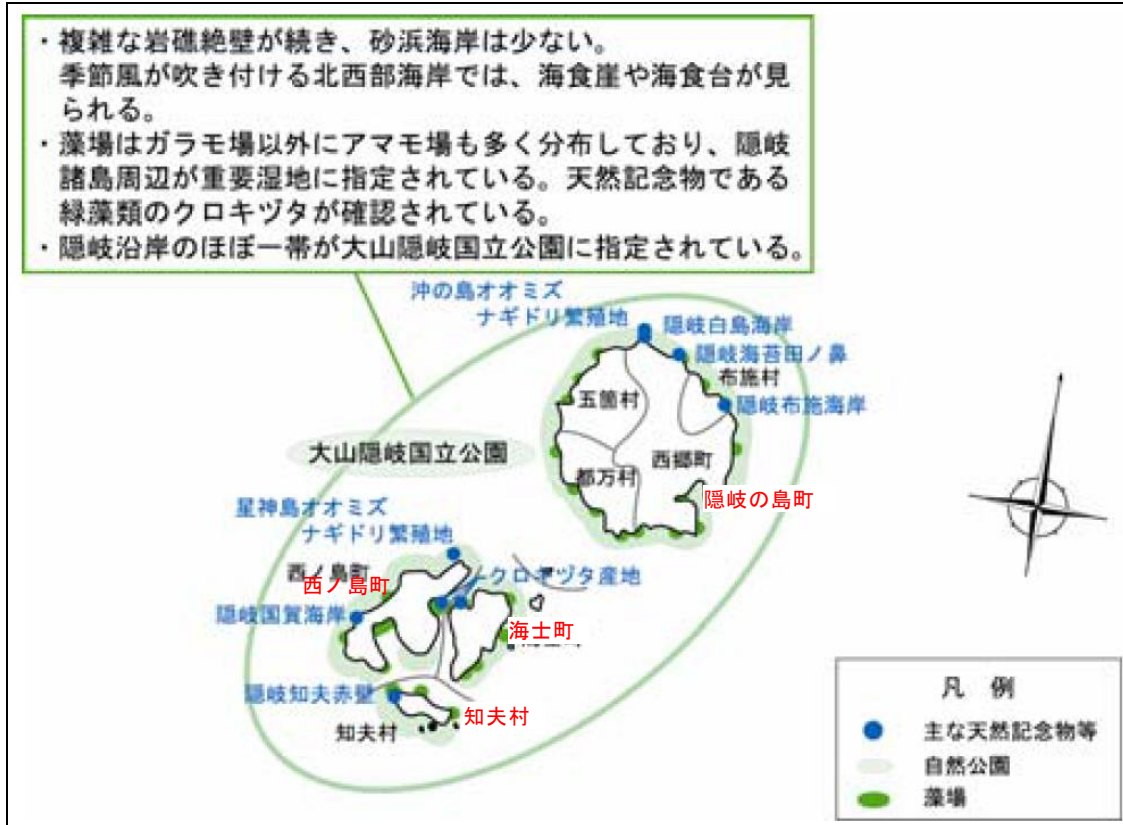 ・複雑な岩礁絶壁が続き、砂浜海岸は少ない。
季節風が吹き付ける北西部海岸では、海食崖や海食台が見
られる。
・藻場はガラモ場以外にアマモ場も多く分布しており、隠岐
諸島周辺が重要湿地に指定されている。天然記念物である
緑藻類のクロキヅタが確認されている。
・隠岐沿岸のほぼ一帯が大山隠岐国立公園に指定されている。
沖の島オオミズ
ナギドリ繁殖地
隠岐白島海岸
隠岐海苔田ノ鼻
布施村
五箇村
隠岐布施海岸
大山隠岐国立公園
西郷町
都万村
隠岐の島町
星神島オオミズ
ナギドリ繁殖地
西ノ島町
クロキヅタ産地
西ノ島町
隠岐国賀海岸
海士町
隠岐知夫赤壁
知夫村
知夫村
凡 例
主な天然記念物等
自然公園
藻場